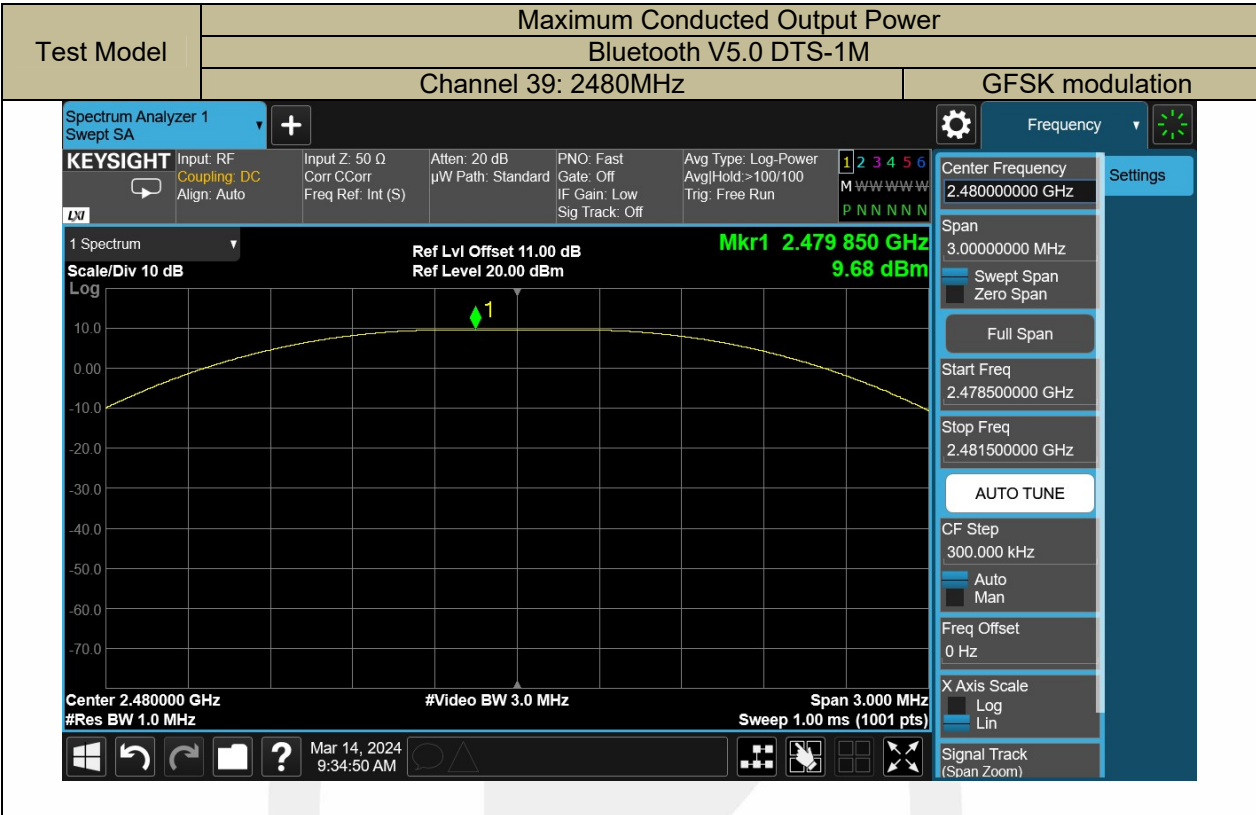 Test Model
Maximum Conducted Output Power
Bluetooth V5.0 DTS-1M
Channel 39: 2480MHz GFSK modulation
Spectrum Analyzer 1
Swept SA
+
Frequency
KEYSIGHT
LXI
Input: RF
Coupling: DC
Align: Auto
Input Z: 50 Ω
Corr CCorr
Freq Ref: Int (S)
Atten: 20 dB
µW Path: Standard
PNO: Fast
Gate: Off
IF Gain: Low
Sig Track: Off
Avg Type: Log-Power
Avg|Hold:>100/100
Trig: Free Run
1 2 3 4 5 6
M W W W W W
P N N N N N
1 Spectrum
Scale/Div 10 dB
Log
Ref Lvl Offset 11.00 dB
Ref Level 20.00 dBm
Mkr1 2.479 850 GHz
9.68 dBm
1
10.0
0.00
-10.0
-20.0
-30.0
-40.0
-50.0
-60.0
-70.0
Center 2.480000 GHz
#Res BW 1.0 MHz
#Video BW 3.0 MHz
Span 3.000 MHz
Sweep 1.00 ms (1001 pts)
?
Mar 14, 2024
9:34:50 AM
Settings
Center Frequency
2.480000000 GHz
Span
3.00000000 MHz
Swept Span
Zero Span
Full Span
Start Freq
2.478500000 GHz
Stop Freq
2.481500000 GHz
AUTO TUNE
CF Step
300.000 kHz
Auto
Man
Freq Offset
0 Hz
X Axis Scale
Log
Lin
Signal Track
(Span Zoom)